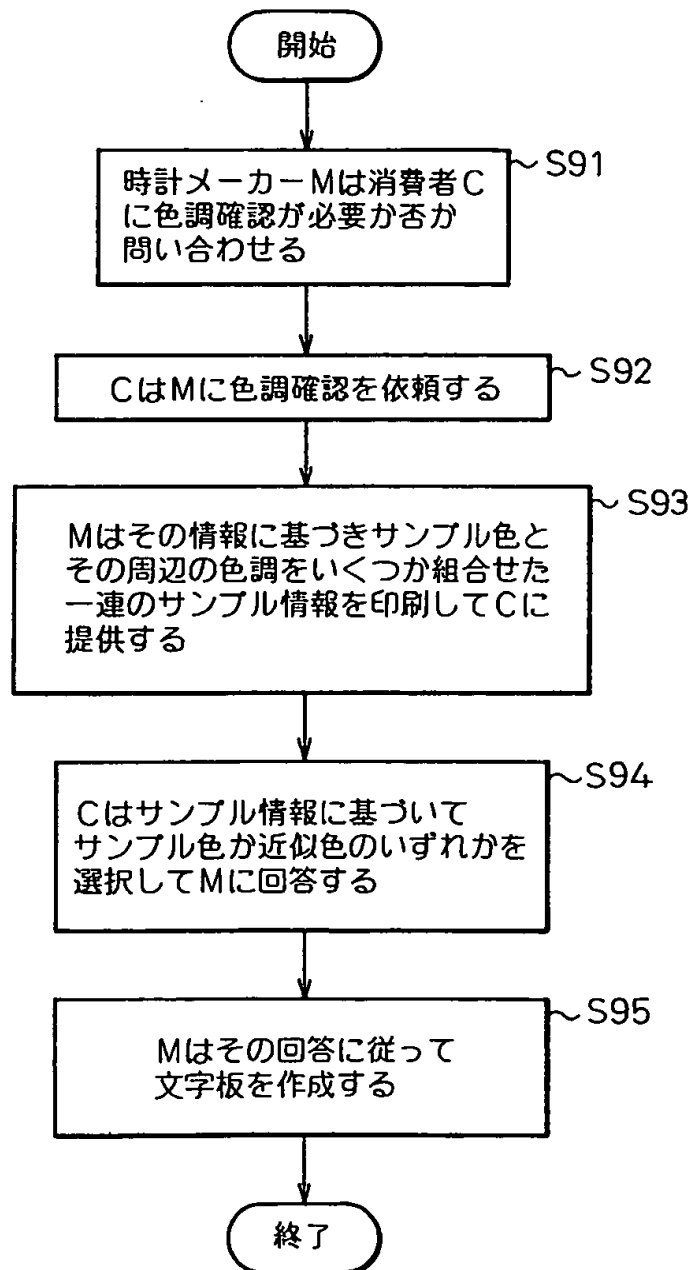 開始
S91
時計メーカーMは消費者C
に色調確認が必要か否か
問い合わせる
S92
CはMに色調確認を依頼する
S93
Mはその情報に基づきサンプル色と
その周辺の色調をいくつか組合せた
一連のサンプル情報を印刷してCに
提供する
S94
Cはサンプル情報に基づいて
サンプル色か近似色のいずれかを
選択してMに回答する
S95
Mはその回答に従って
文字板を作成する
終了